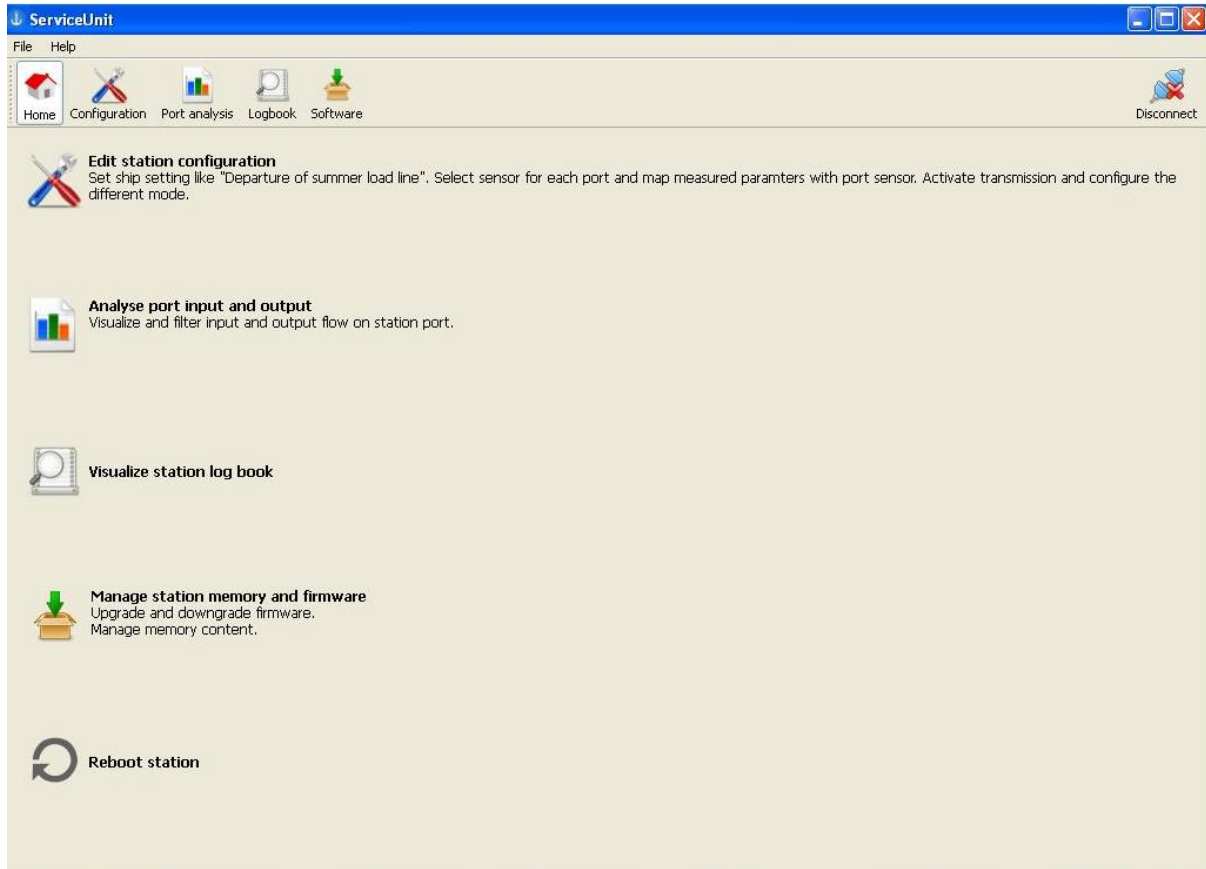 ServiceUnit
File Help
Home Configuration Port analysis Logbook Software Disconnect
Edit station configuration
Set ship setting like "Departure of summer load line". Select sensor for each port and map measured paramters with port sensor. Activate transmission and configure the
different mode.
Analyse port input and output
Visualize and filter input and output flow on station port.
Visualize station log book
Manage station memory and firmware
Upgrade and downgrade firmware.
Manage memory content.
Reboot station